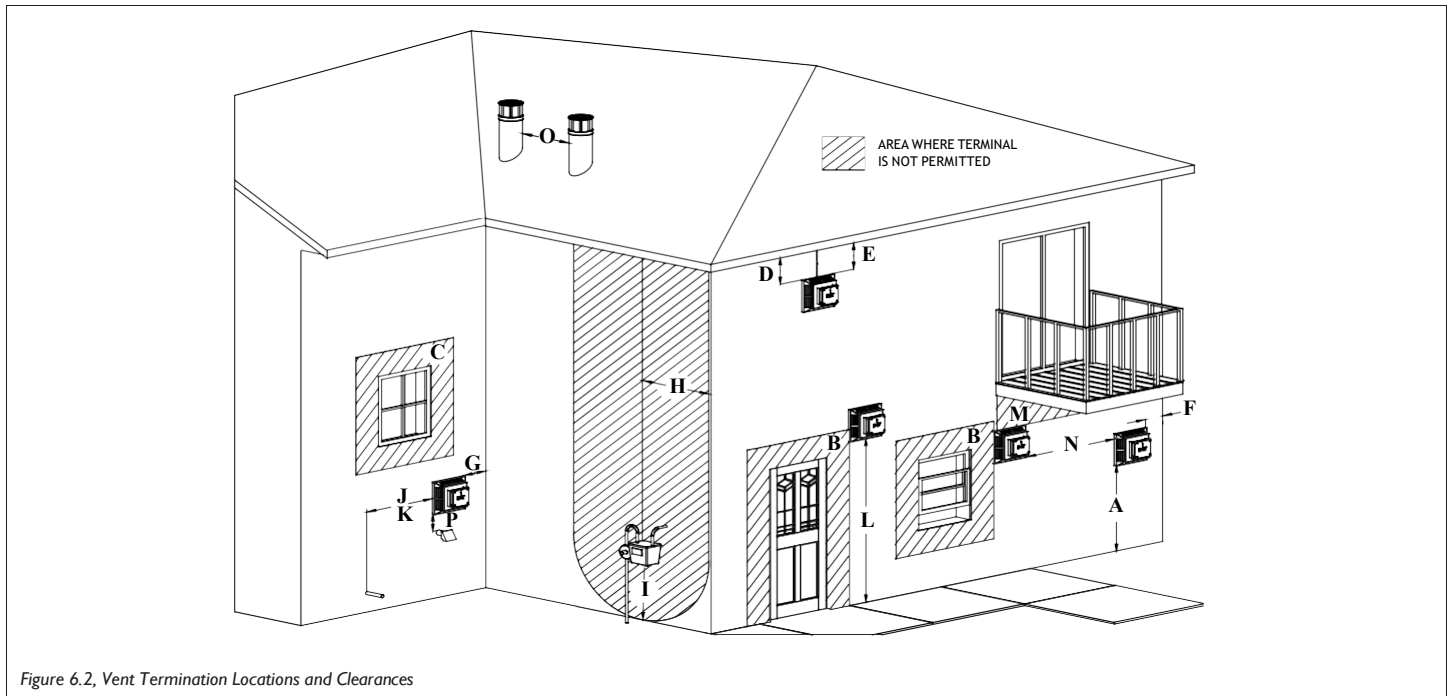 O
AREA WHERE TERMINAL
IS NOT PERMITTED
D
E
C
H
G
J
K
P
I
B
L
B
M
N
F
A
Figure 6.2, Vent Termination Locations and Clearances